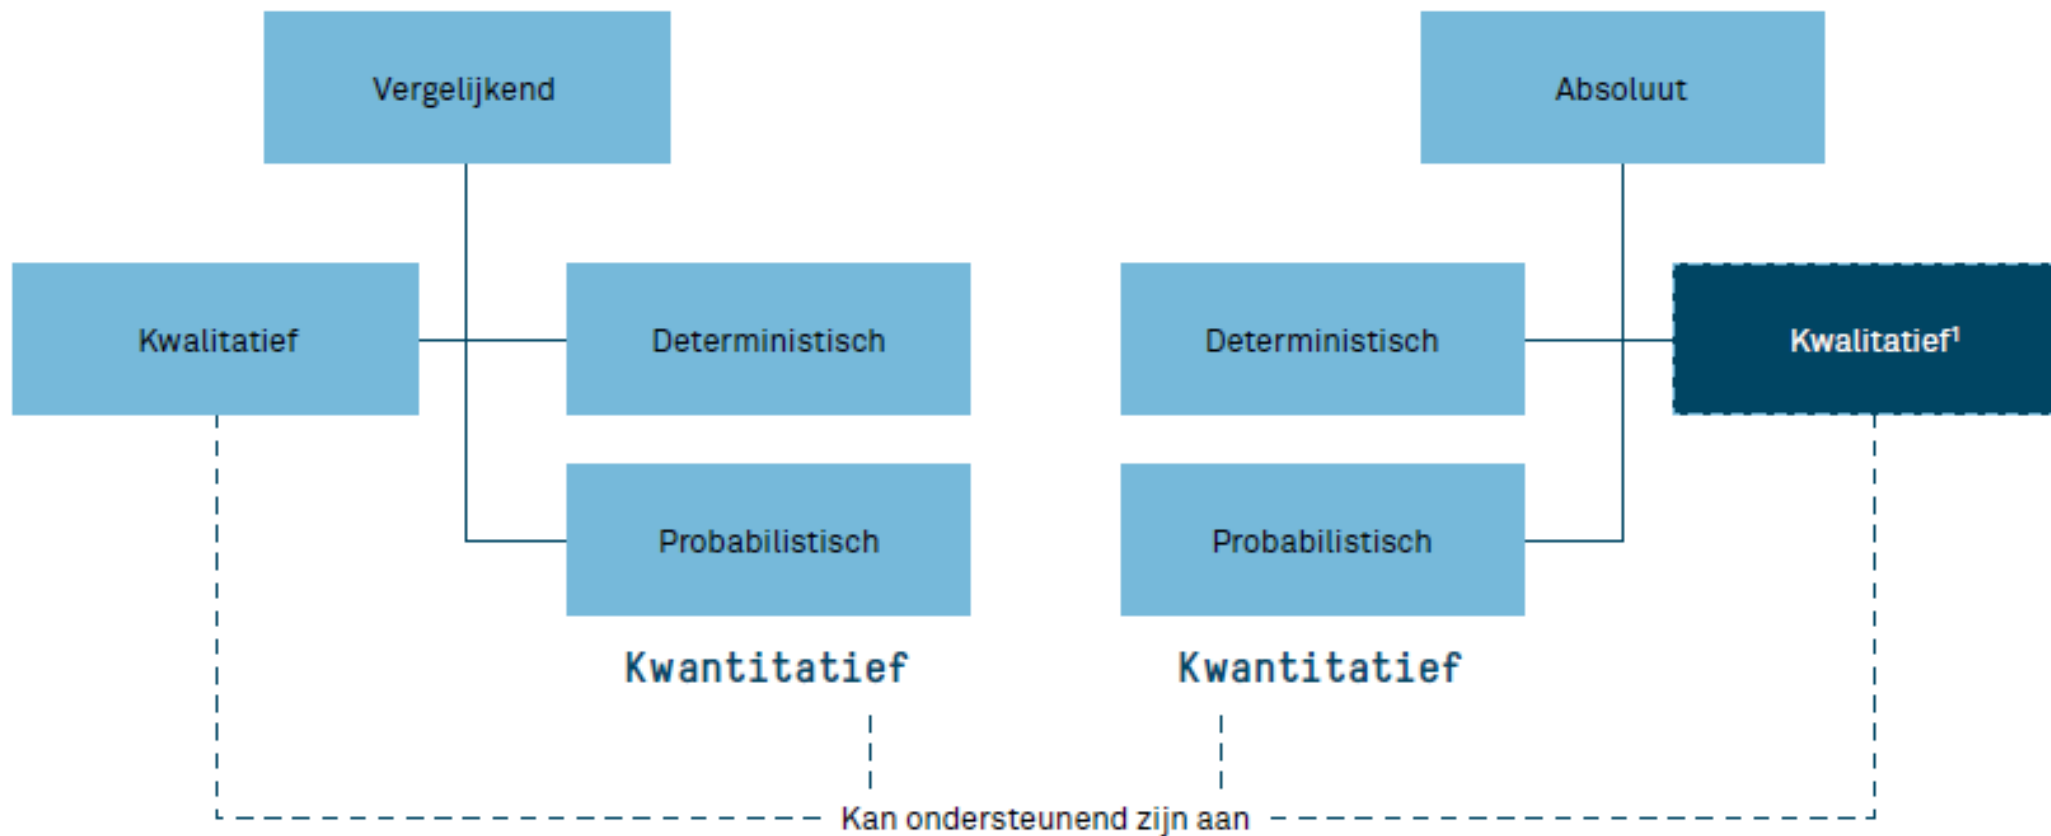 Vergelijkend
Absoluut
Kwalitatief
Deterministisch
Deterministisch
Kwalitatief¹
Probabilistisch
Probabilistisch
Kwantitatief
Kwantitatief
Kan ondersteunend zijn aan